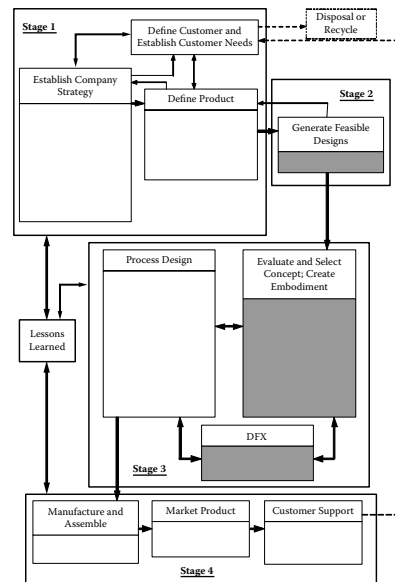 Stage 1
Define Customer and
Establish Customer Needs
Disposal or
Recycle
Establish Company
Strategy
Define Product
Stage 2
Generate Feasible
Designs
Process Design
Evaluate and Select
Concept; Create
Embodiment
Lessons
Learned
DFX
Stage 3
Manufacture and
Assemble
Market Product
Customer Support
Stage 4